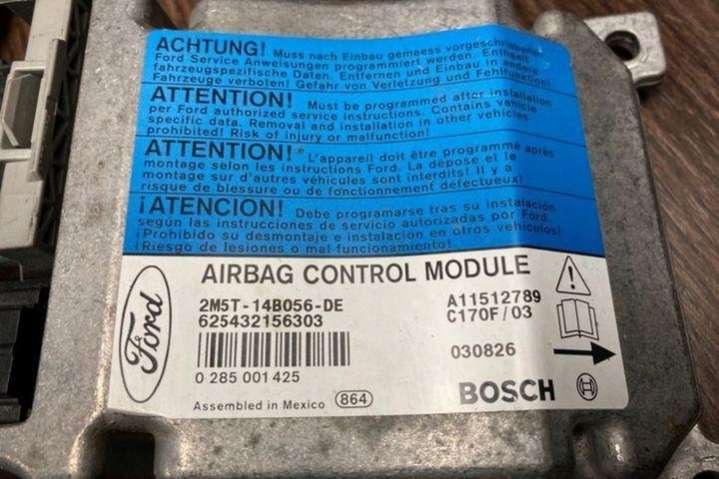 ACHTUNG! Muss nach Einbau gemaess vorgeschriebener
Ford Service Anweisungen programmiert werden. Enthaelt
fahrzeugspezifische Daten. Entfernen und Einbau in andere
Fahrzeuge verboten! Gefahr von Verletzung und Fehlfunktion!
ATTENTION! Must be programmed after installation
per Ford authorized service instructions. Contains vehicle
specific data. Removal and installation in other vehicles
prohibited! Risk of injury or malfunction!
ATTENTION! L'appareil doit être programmé après
montage selon les instructions Ford. La dépose et le
montage sur d'autres véhicules sont interdits! Il y a
risque de blessure ou de fonctionnement defectueux!
¡ATENCION! Debe programarse tras su instalación
según las instrucciones de servicio autorizadas por Ford.
¡Prohibido su desmontaje e instalación en otros vehículos!
¡Riesgo de lesiones o mal funcionamiento!
AIRBAG CONTROL MODULE
Ford
2M5T-14B056-DE A11512789
625432156303 C170F/03
030826
0 285 001 425
Assembled in Mexico 864 BOSCH